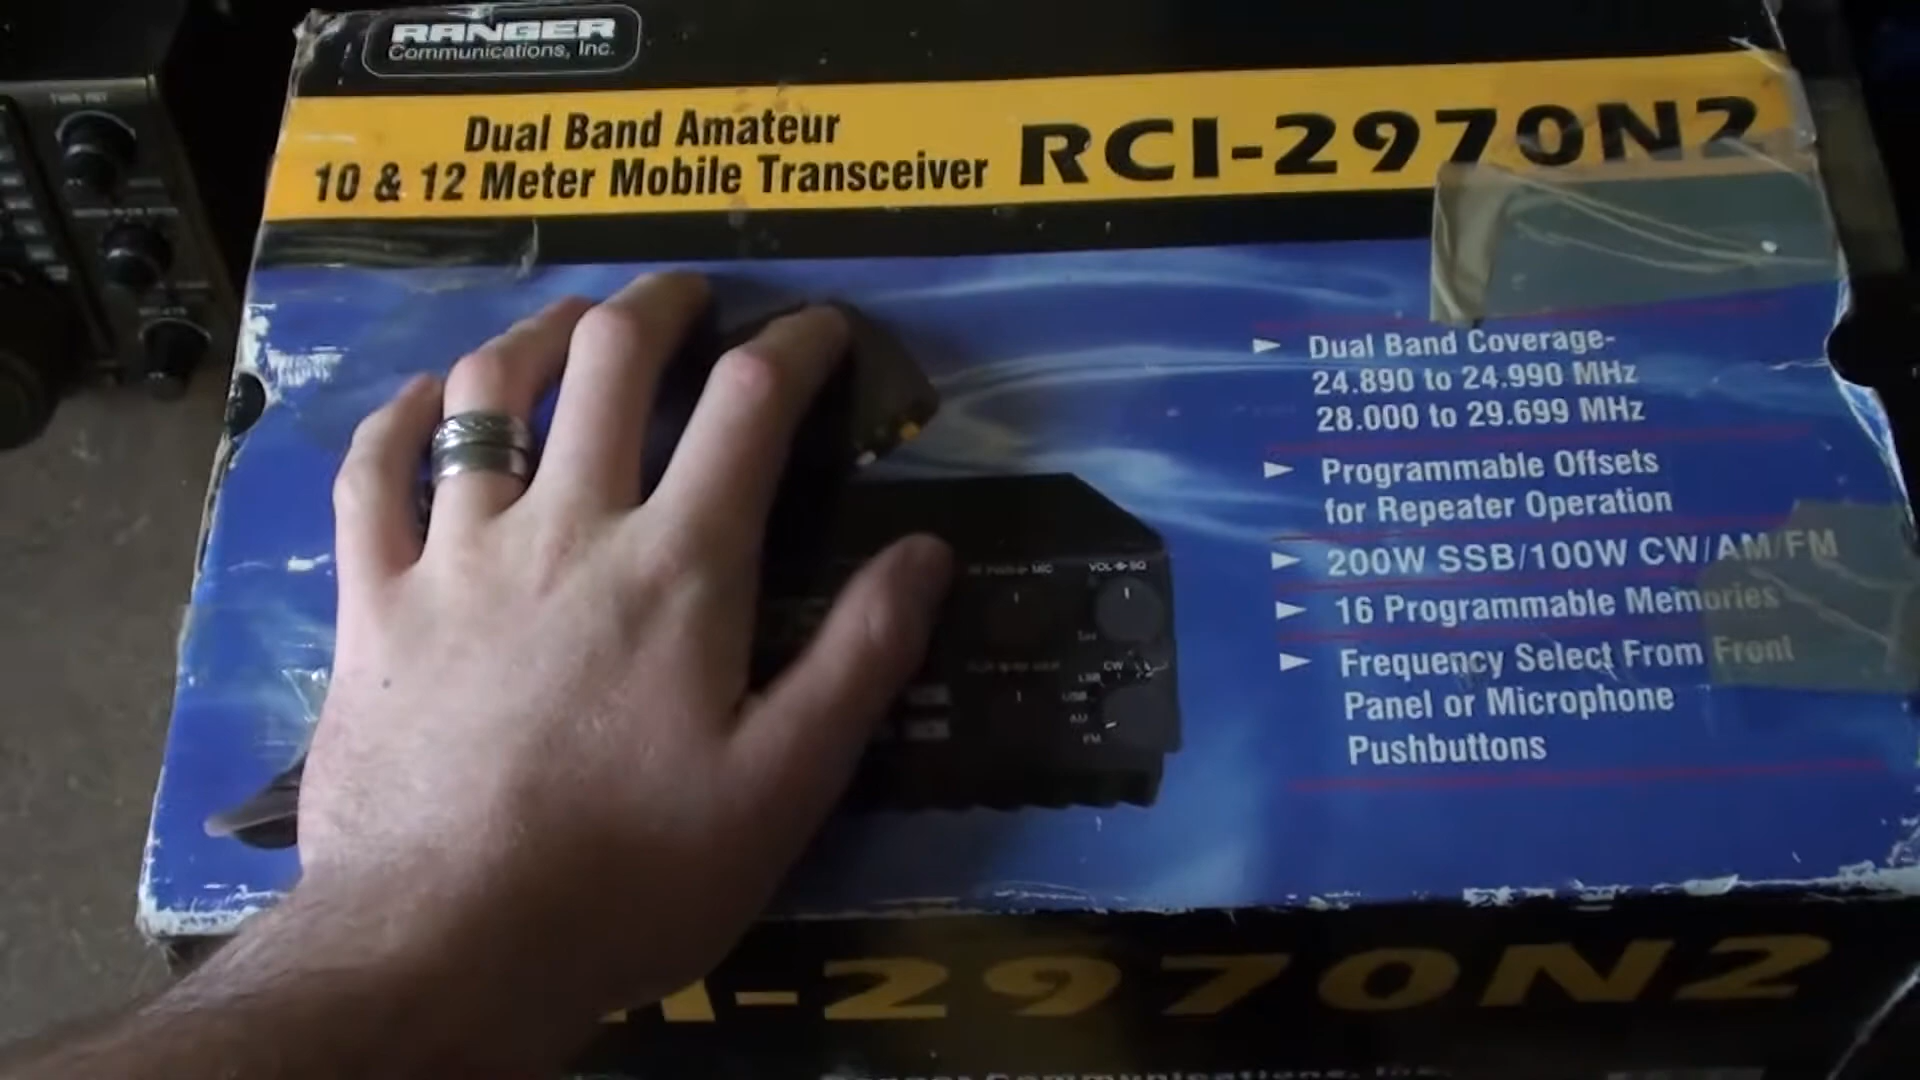 RANGER
Communications, Inc.
Dual Band Amateur
10 & 12 Meter Mobile Transceiver
RCI-2970N2
Dual Band Coverage-
24.890 to 24.990 MHz
28.000 to 29.699 MHz
Programmable Offsets
for Repeater Operation
200W SSB/100W CW/AM/FM
16 Programmable Memories
Frequency Select From Front
Panel or Microphone
Pushbuttons
MIC
VOL SQ
CW
LSB
USB
AM
FM
-2970N2
Ranger Communications, Inc.